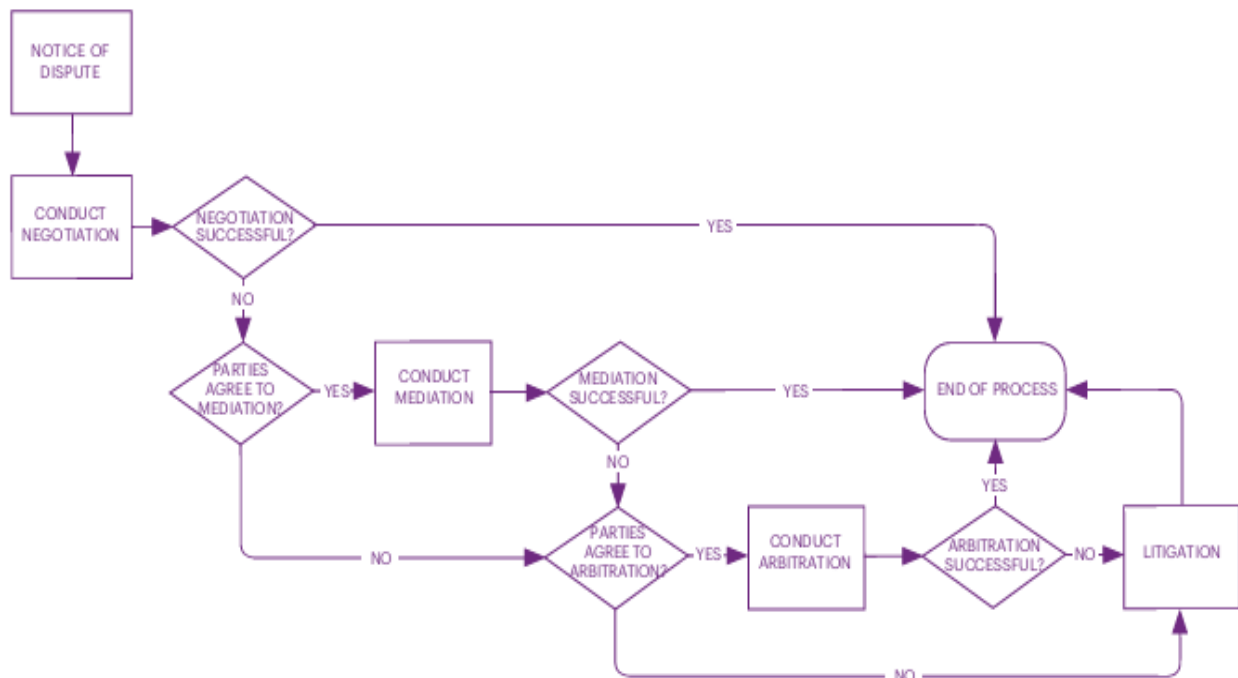 NOTICE OF
DISPUTE
CONDUCT
NEGOTIATION
NEGOTIATION
SUCCESSFUL?
YES
NO
PARTIES
AGREE TO
MEDIATION?
YES
CONDUCT
MEDIATION
MEDIATION
SUCCESSFUL?
YES
END OF PROCESS
NO
NO
PARTIES
AGREE TO
ARBITRATION?
YES
CONDUCT
ARBITRATION
YES
ARBITRATION
SUCCESSFUL?
NO
LITIGATION
NO